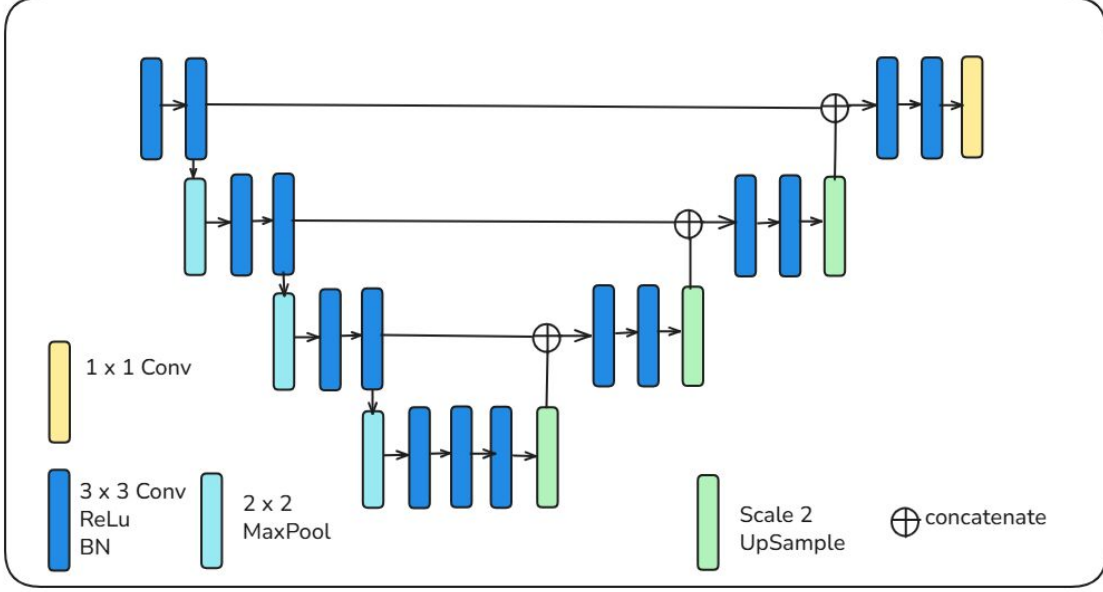 1 x 1 Conv
3 x 3 Conv
ReLu
BN
2 x 2
MaxPool
Scale 2
UpSample
concatenate